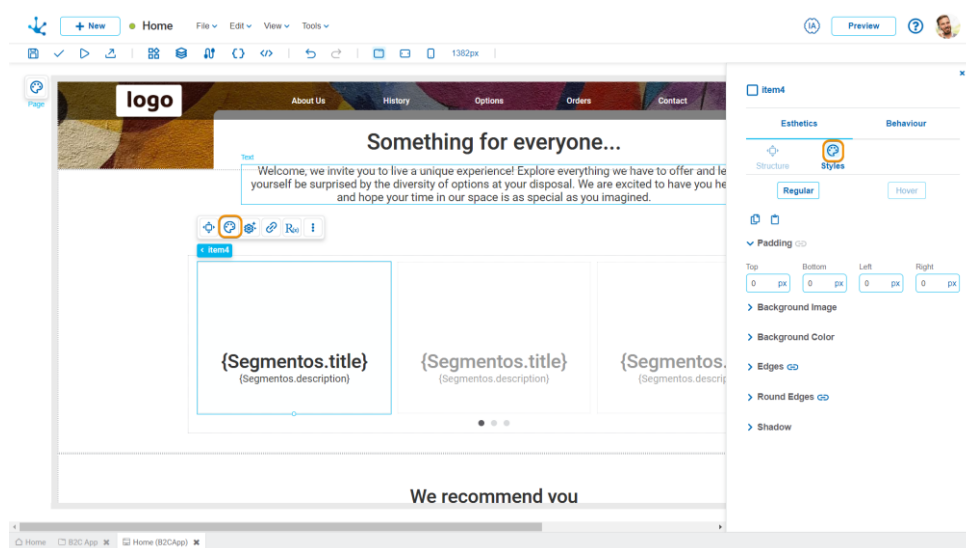 + New
Home
File
Edit
View
Tools
IA
Preview
?
1382px
Page
logo
About Us
History
Options
Orders
Contact
Something for everyone...
Text
Welcome, we invite you to live a unique experience! Explore everything we have to offer and le
yourself be surprised by the diversity of options at your disposal. We are excited to have you he
and hope your time in our space is as special as you imagined.
item4
{Segmentos.title}
{Segmentos.description}
{Segmentos.title}
{Segmentos.description}
{Segmentos.
{Segmentos.descrip
We recommend you
item4
Esthetics
Behaviour
Structure
Styles
Regular
Hover
Padding
Top
Bottom
Left
Right
0 px
0 px
0 px
0 px
Background Image
Background Color
Edges
Round Edges
Shadow
Home
B2C App
Home (B2CApp)